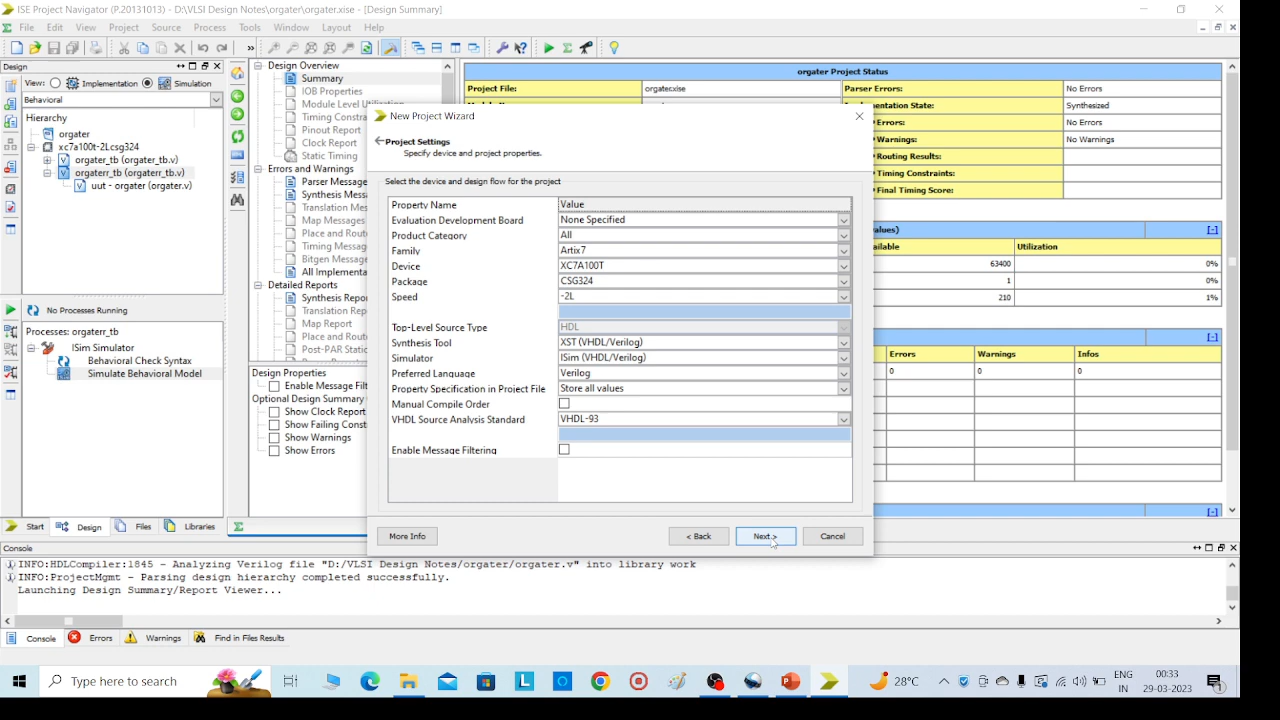 ISE Project Navigator (P.20131013) - D:\VLSI Design Notes\orgater\orgater.xise - [Design Summary]
File Edit View Project Source Process Tools Window Layout Help
Design
View: Implementation Simulation
Behavioral
Hierarchy
orgater
xc7a100t-2Lcsg324
orgater_tb (orgater_tb.v)
orgaterr_tb (orgaterr_tb.v)
uut - orgater (orgater.v)
No Processes Running
Processes: orgaterr_tb
ISim Simulator
Behavioral Check Syntax
Simulate Behavioral Model
Start Design Files Libraries
Design Overview
Summary
IOB Properties
Module Level Utilization
Timing Constra
Pinout Report
Clock Report
Static Timing
Errors and Warnings
Parser Message
Synthesis Mess
Translation Me
Map Messages
Place and Rout
Timing Messag
Bitgen Messag
All Implementa
Detailed Reports
Synthesis Repo
Translation Rep
Map Report
Place and Rout
Post-PAR Static
Design Properties
Enable Message Filt
Optional Design Summary
Show Clock Report
Show Failing Const
Show Warnings
Show Errors
orgater Project Status
Project File: orgater.xise Parser Errors: No Errors
Implementation State: Synthesized
Errors: No Errors
Warnings: No Warnings
Routing Results:
Timing Constraints:
Final Timing Score:
alues) [-]
ailable Utilization
63400 0%
1 0%
210 1%
[-]
Errors Warnings Infos
0 0 0
[-]
New Project Wizard
Project Settings
Specify device and project properties.
Select the device and design flow for the project
Property Name Value
Evaluation Development Board None Specified
Product Category All
Family Artix7
Device XC7A100T
Package CSG324
Speed -2L
Top-Level Source Type HDL
Synthesis Tool XST (VHDL/Verilog)
Simulator ISim (VHDL/Verilog)
Preferred Language Verilog
Property Specification in Project File Store all values
Manual Compile Order
VHDL Source Analysis Standard VHDL-93
Enable Message Filtering
More Info < Back Next > Cancel
Console
INFO:HDLCompiler:1845 - Analyzing Verilog file "D:/VLSI Design Notes/orgater/orgater.v" into library work
INFO:ProjectMgmt - Parsing design hierarchy completed successfully.
Launching Design Summary/Report Viewer...
Console Errors Warnings Find in Files Results
Type here to search
28°C
ENG
IN
00:33
29-03-2023
1